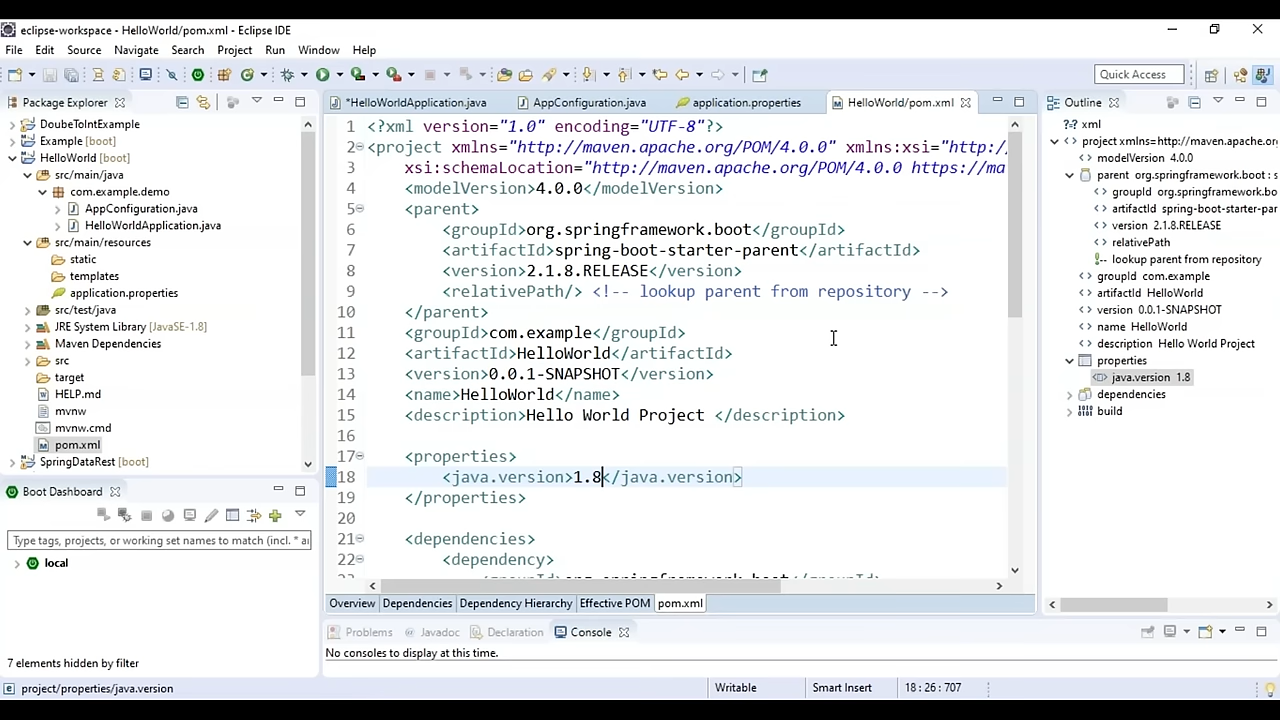 eclipse-workspace - HelloWorld/pom.xml - Eclipse IDE
File Edit Source Navigate Search Project Run Window Help
Quick Access
Package Explorer
DoubeToIntExample
Example [boot]
HelloWorld [boot]
src/main/java
com.example.demo
AppConfiguration.java
HelloWorldApplication.java
src/main/resources
static
templates
application.properties
src/test/java
JRE System Library [JavaSE-1.8]
Maven Dependencies
src
target
HELP.md
mvnw
mvnw.cmd
pom.xml
SpringDataRest [boot]
Boot Dashboard
Type tags, projects, or working set names to match (incl. * a
local
7 elements hidden by filter
*HelloWorldApplication.java AppConfiguration.java application.properties HelloWorld/pom.xml
1 <?xml version="1.0" encoding="UTF-8"?>
2 <project xmlns="http://maven.apache.org/POM/4.0.0" xmlns:xsi="http:/
3 xsi:schemaLocation="http://maven.apache.org/POM/4.0.0 https://ma
4 <modelVersion>4.0.0</modelVersion>
5 <parent>
6 <groupId>org.springframework.boot</groupId>
7 <artifactId>spring-boot-starter-parent</artifactId>
8 <version>2.1.8.RELEASE</version>
9 <relativePath/> <!-- lookup parent from repository -->
10 </parent>
11 <groupId>com.example</groupId>
12 <artifactId>HelloWorld</artifactId>
13 <version>0.0.1-SNAPSHOT</version>
14 <name>HelloWorld</name>
15 <description>Hello World Project </description>
16
17 <properties>
18 <java.version>1.8</java.version>
19 </properties>
20
21 <dependencies>
22 <dependency>
23 <groupId>org.springframework.boot</groupId>
Overview Dependencies Dependency Hierarchy Effective POM pom.xml
Problems Javadoc Declaration Console
No consoles to display at this time.
Outline
xml
project xmlns=http://maven.apache.or
modelVersion 4.0.0
parent org.springframework.boot : s
groupId org.springframework.bo
artifactId spring-boot-starter-par
version 2.1.8.RELEASE
relativePath
lookup parent from repository
groupId com.example
artifactId HelloWorld
version 0.0.1-SNAPSHOT
name HelloWorld
description Hello World Project
properties
java.version 1.8
dependencies
build
project/properties/java.version
Writable Smart Insert 18 : 26 : 707